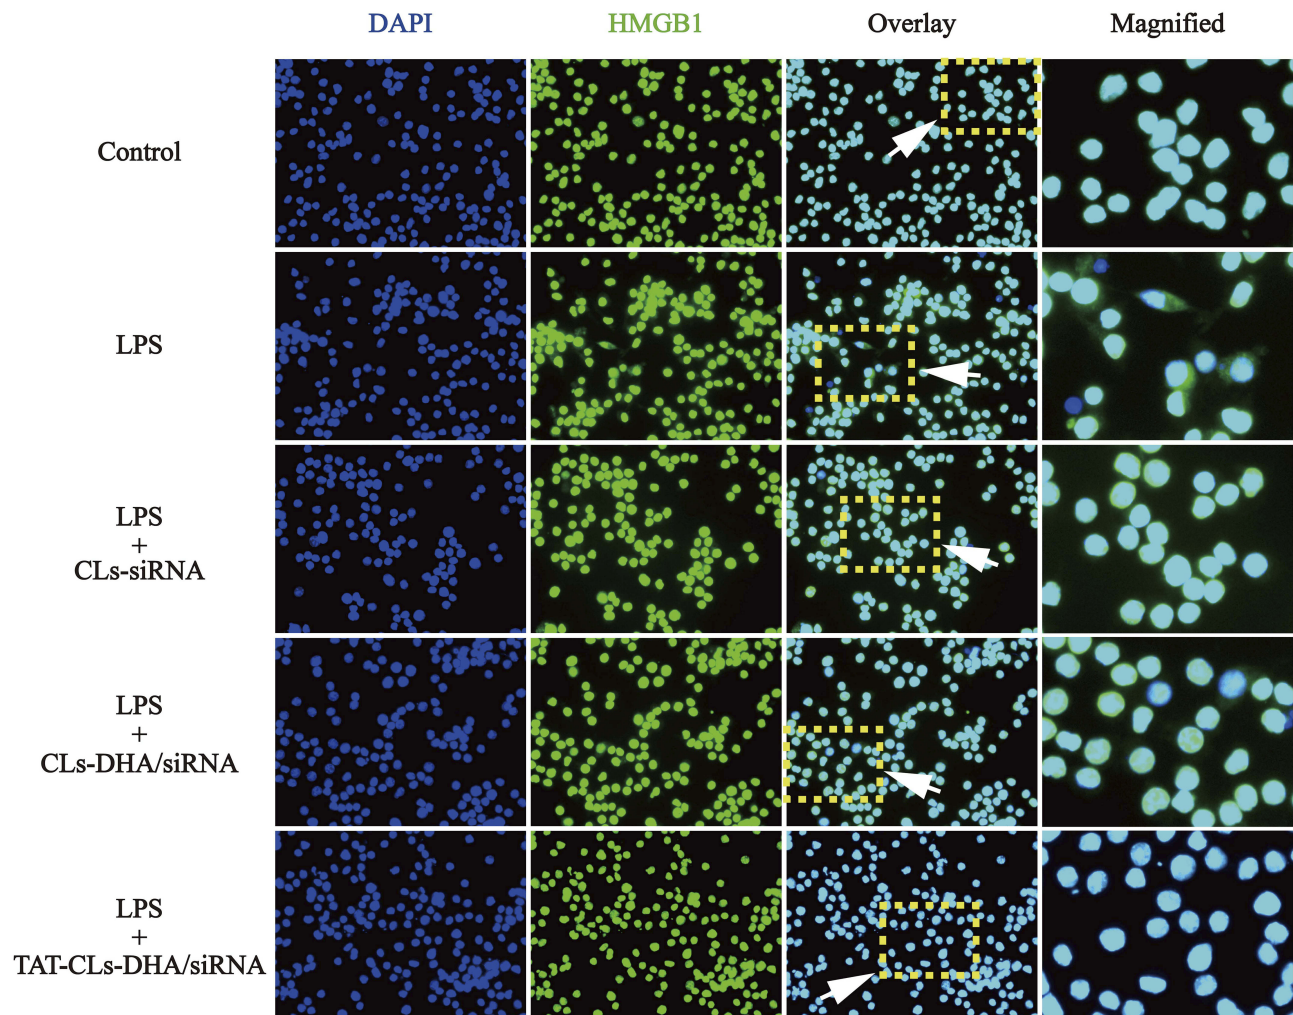 DAPI
HMGB1
Overlay
Magnified
Control
LPS
LPS
+
CLs-siRNA
LPS
+
CLs-DHA/siRNA
LPS
+
TAT-CLs-DHA/siRNA